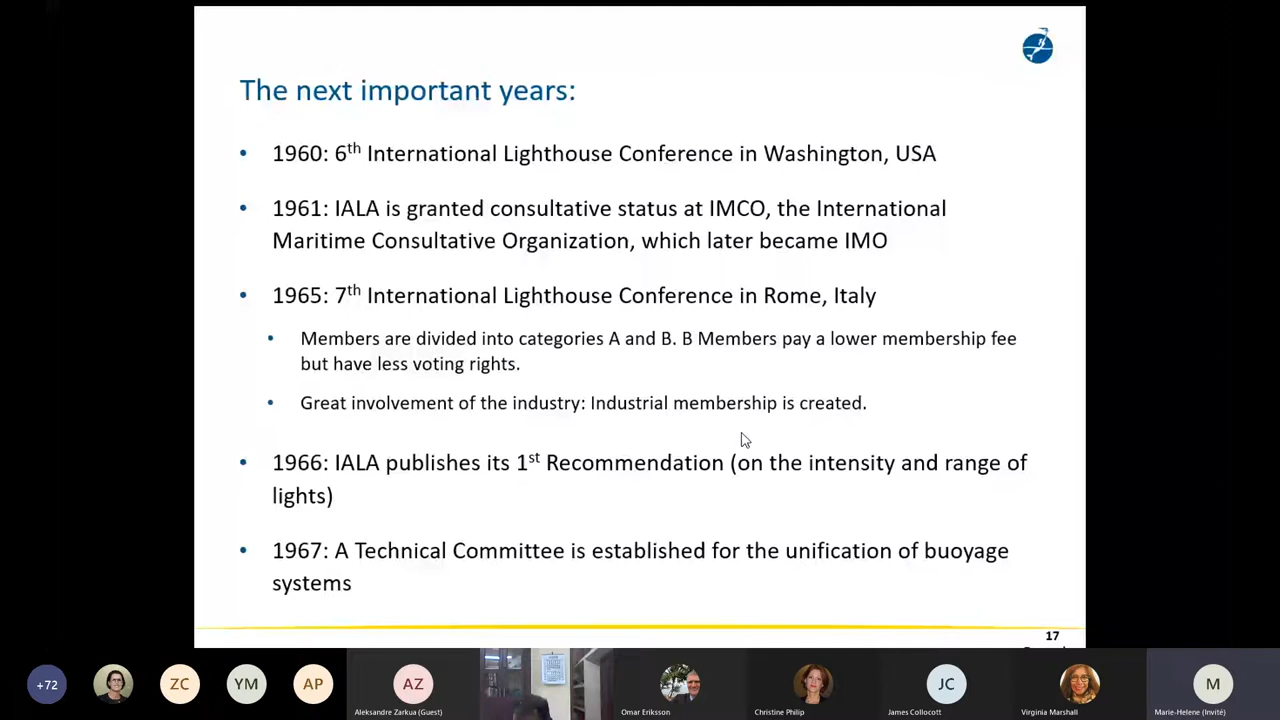 The next important years:
• 1960: 6th International Lighthouse Conference in Washington, USA
• 1961: IALA is granted consultative status at IMCO, the International
Maritime Consultative Organization, which later became IMO
• 1965: 7th International Lighthouse Conference in Rome, Italy
• Members are divided into categories A and B. B Members pay a lower membership fee
but have less voting rights.
• Great involvement of the industry: Industrial membership is created.
• 1966: IALA publishes its 1st Recommendation (on the intensity and range of
lights)
• 1967: A Technical Committee is established for the unification of buoyage
systems
17
+72
ZC
YM
AP
AZ
JC
M
Aleksandre Zarkua (Guest)
Omar Eriksson
Christine Philip
James Collocott
Virginia Marshall
Marie-Helene (Invité)